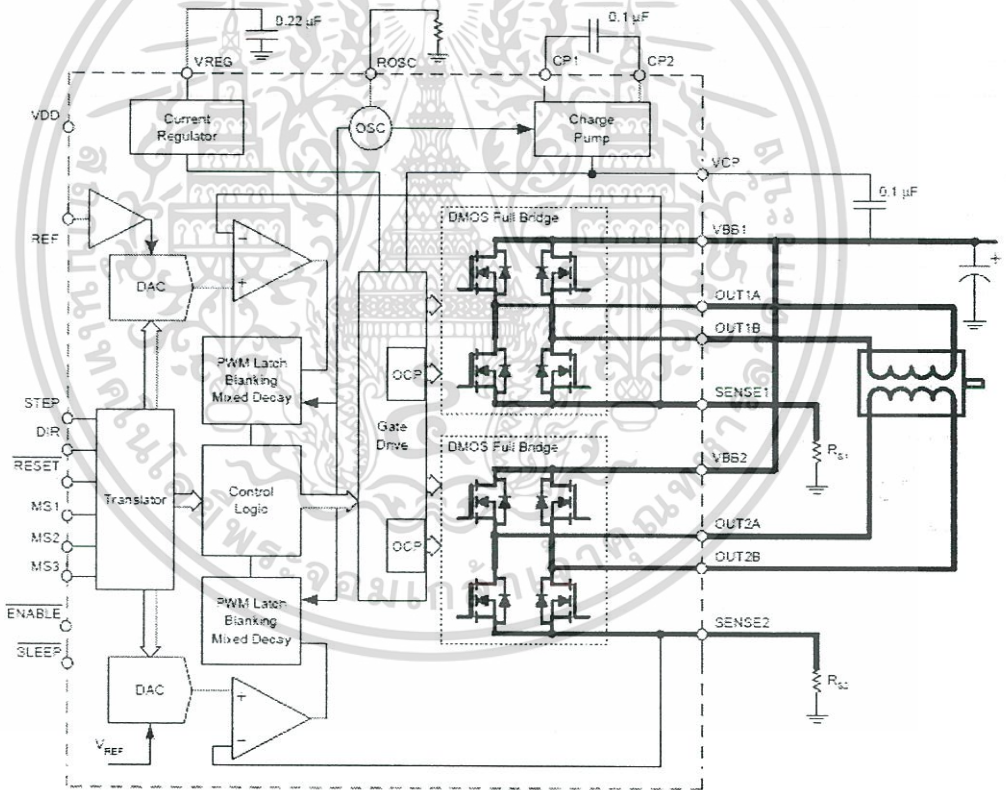 0.22 µF
0.1 µF
VREG
ROSC
CP1
CP2
VDD
Current
Regulator
OSC
Charge
Pump
VCP
0.1 µF
REF
DMOS Full Bridge
VBB1
DAC
OUT1A
OUT1B
PWM Latch
Blanking
Mixed Decay
OCP
SENSE1
STEP
DIR
RESET
MS1
MS2
MS3
Translator
Control
Logic
Gate
Drive
DMOS Full Bridge
VBB2
RS1
OUT2A
OCP
OUT2B
PWM Latch
Blanking
Mixed Decay
ENABLE
SLEEP
SENSE2
DAC
RS2
VREF